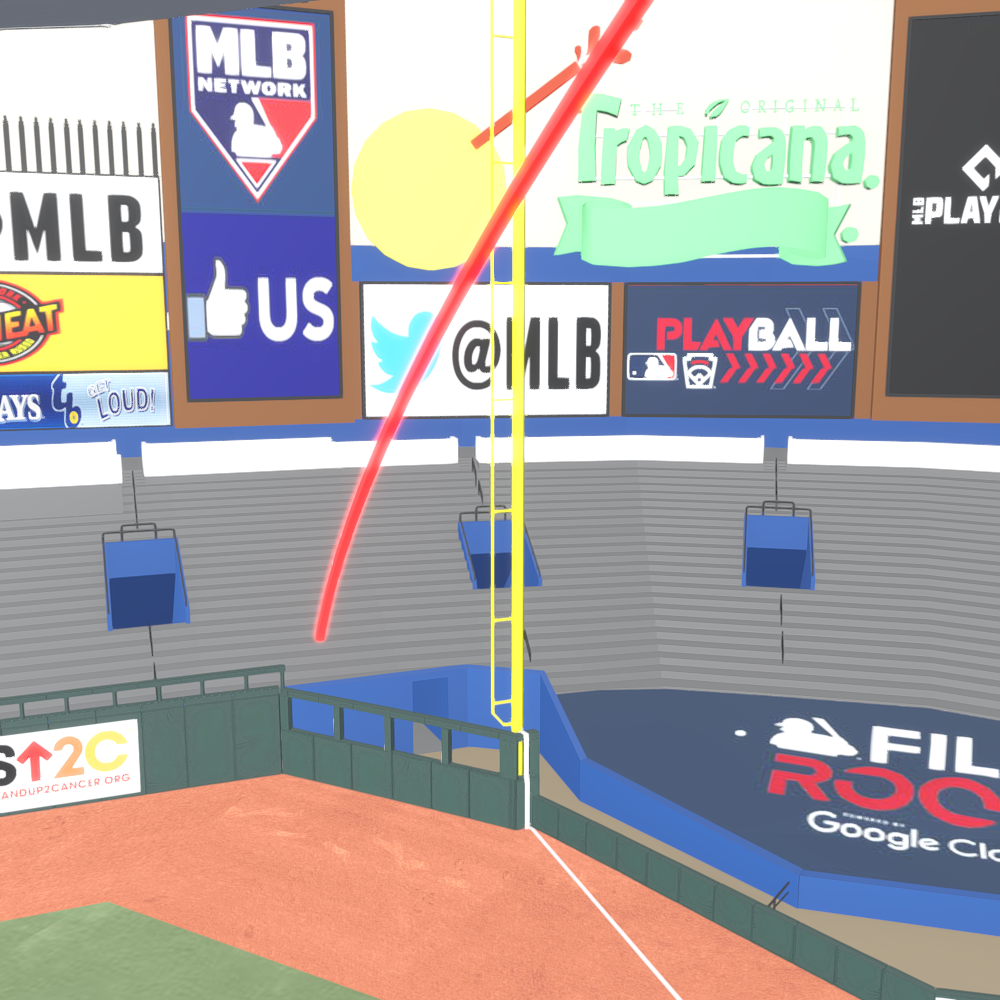 MLB
NETWORK
THE ORIGINAL
Tropicana
MLB
MLB
PLAY
US
@MLB
PLAYBALL
AYS
GET
LOUD!
FIL
ROO
POWERED BY
Google Clo
S↑2C
ANDUP2CANCER.ORG